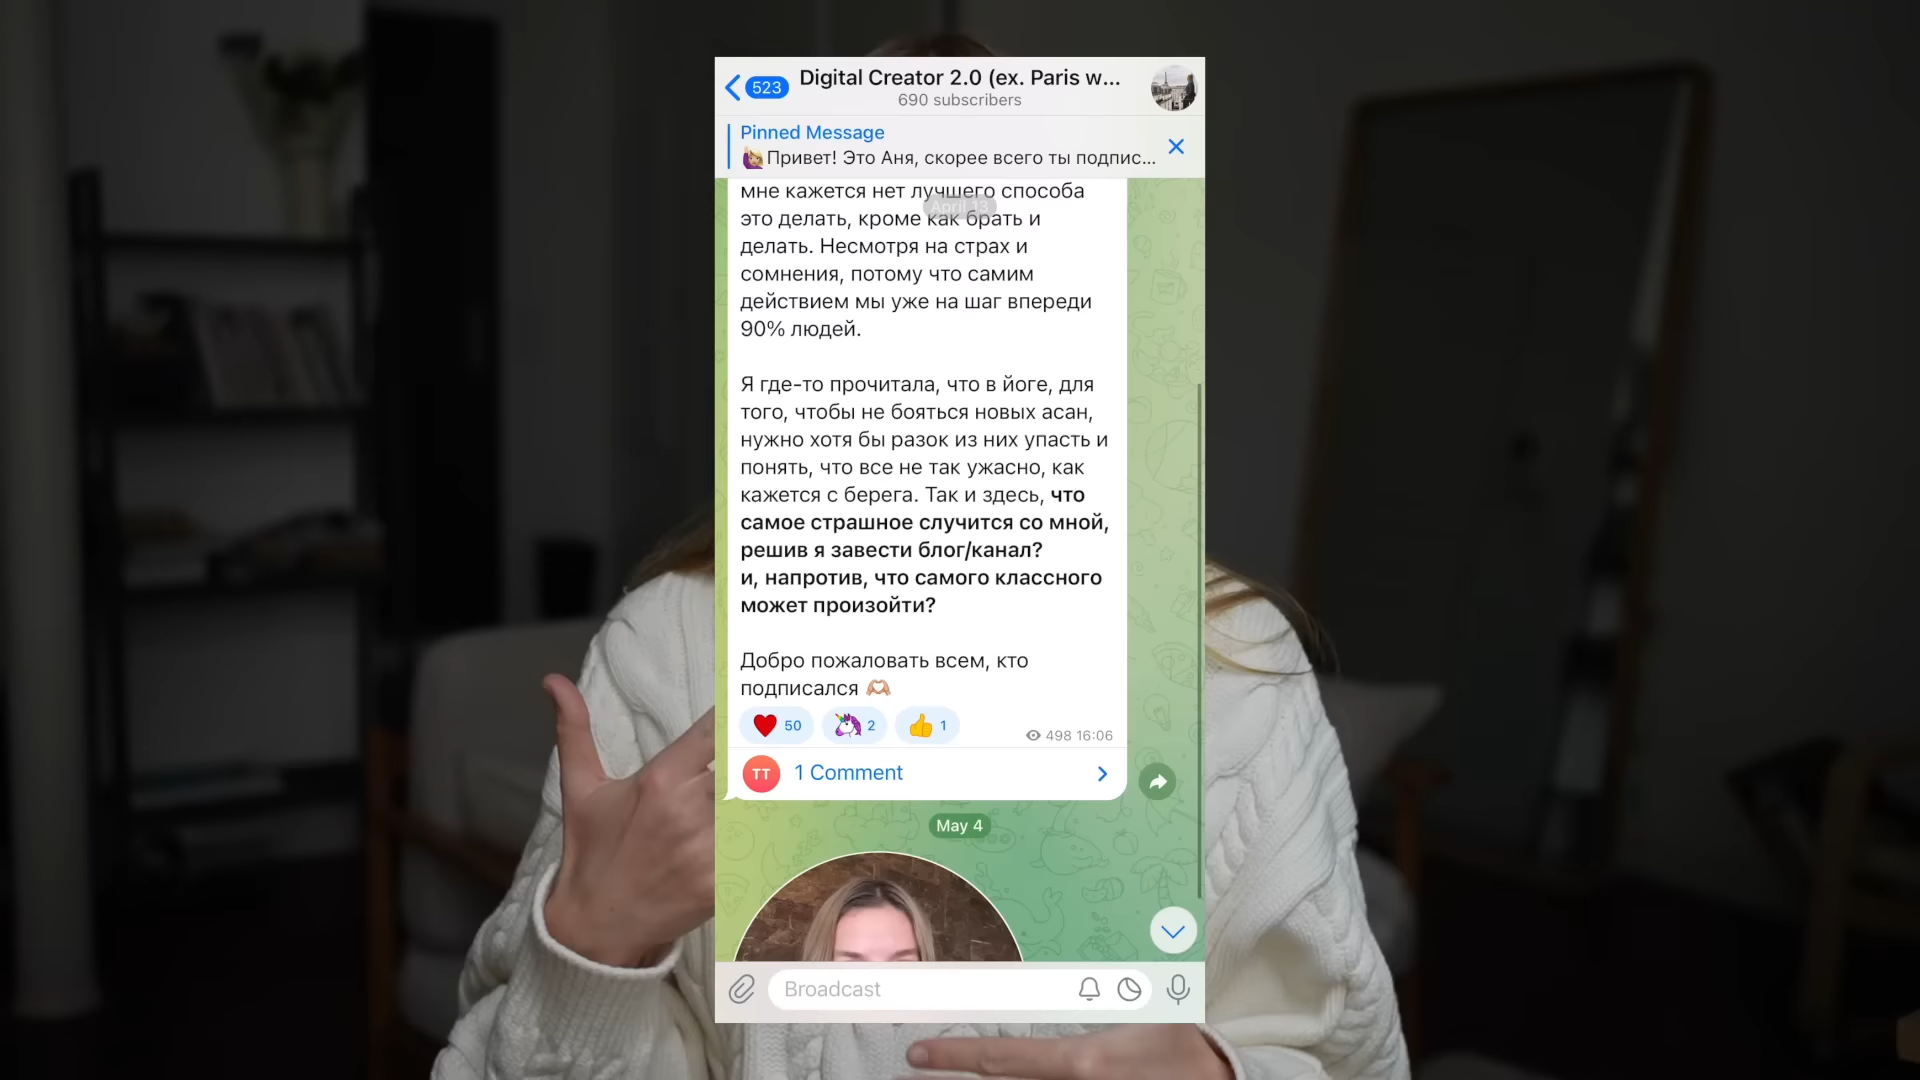 523
Digital Creator 2.0 (ex. Paris w...
690 subscribers
Pinned Message
Привет! Это Аня, скорее всего ты подпис...
мне кажется нет лучшего способа
April 13
это делать, кроме как брать и
делать. Несмотря на страх и
сомнения, потому что самим
действием мы уже на шаг впереди
90% людей.
Я где-то прочитала, что в йоге, для
того, чтобы не бояться новых асан,
нужно хотя бы разок из них упасть и
понять, что все не так ужасно, как
кажется с берега. Так и здесь, что
самое страшное случится со мной,
решив я завести блог/канал?
и, напротив, что самого классного
может произойти?
Добро пожаловать всем, кто
подписался
50 2 1
498 16:06
TT 1 Comment
May 4
Broadcast